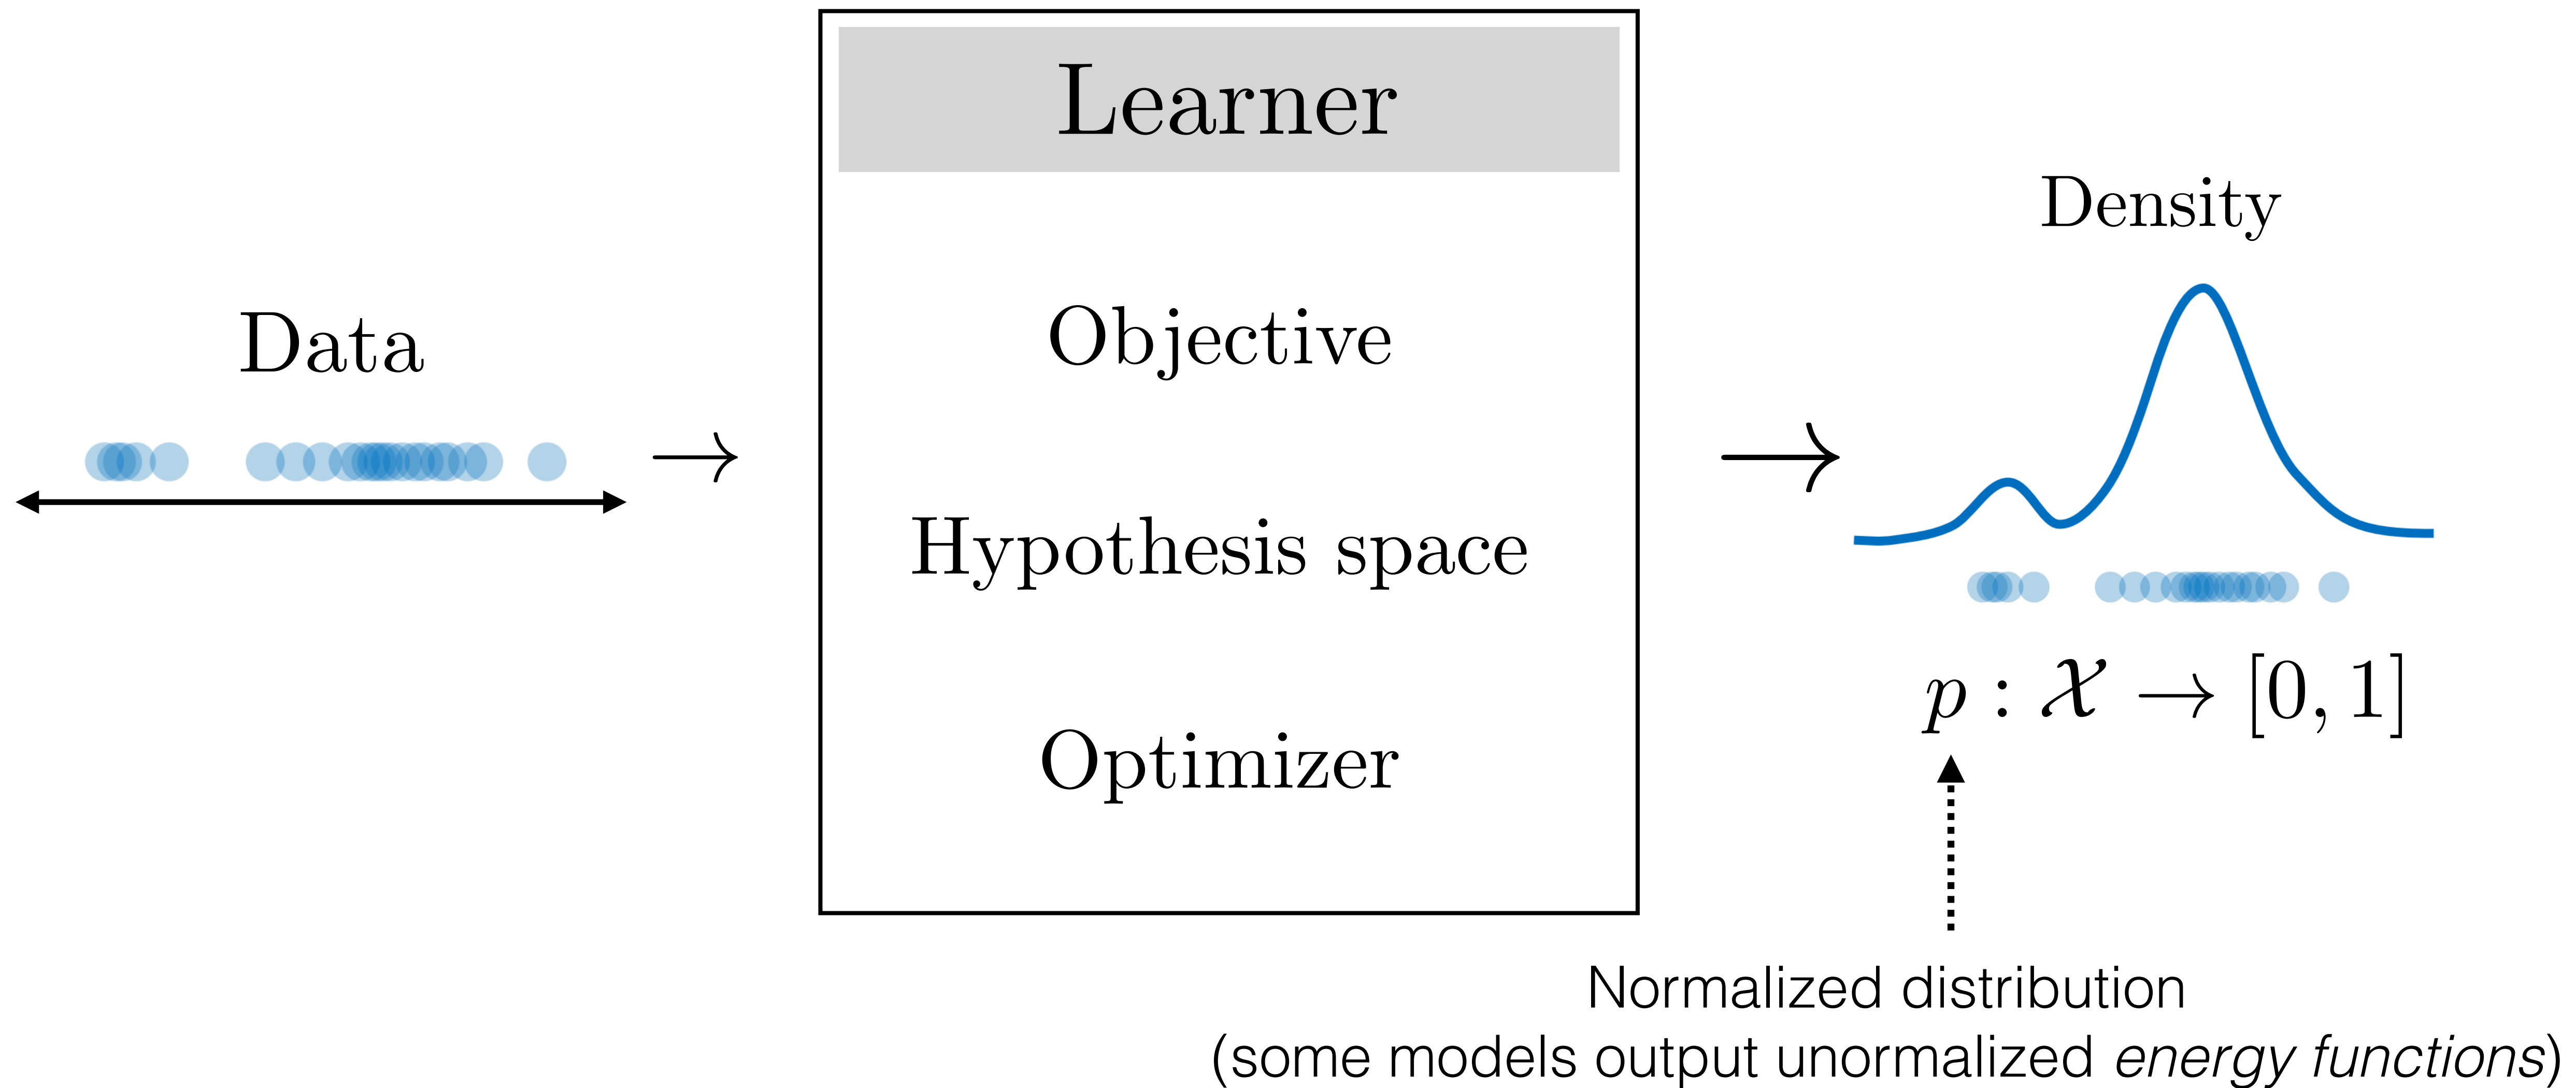 Learner
Density
Data
Objective
Hypothesis space
Optimizer
p : 𝒳 → [0, 1]
Normalized distribution
(some models output unormalized energy functions)